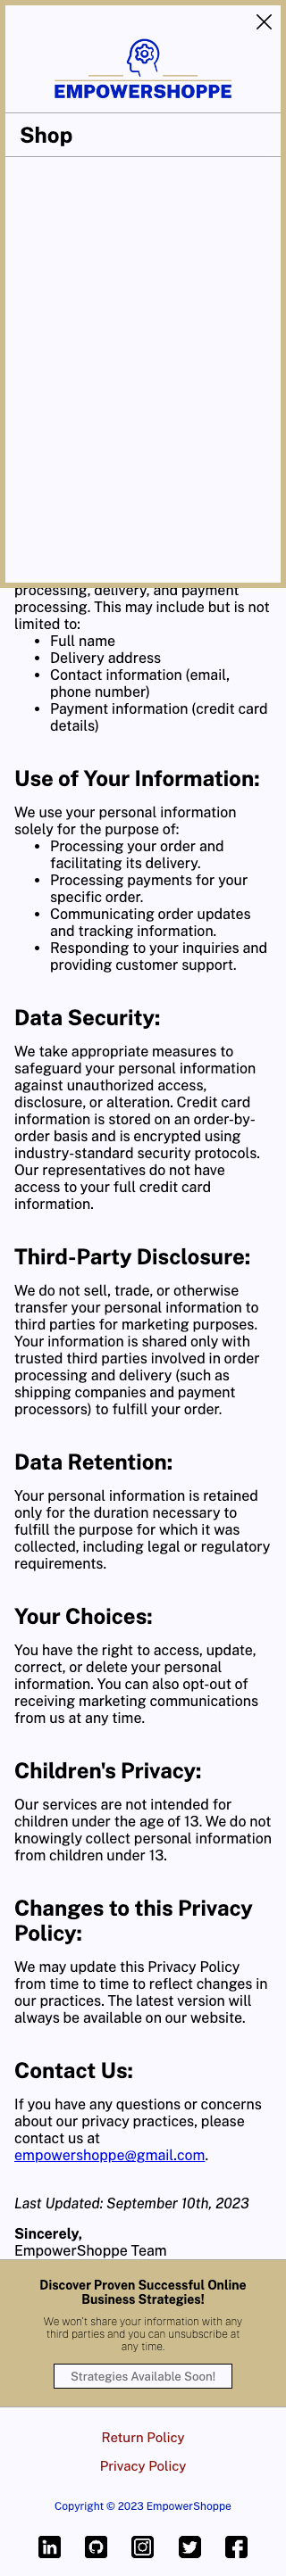 EMPOWERSHOPPE
Shop
processing, delivery, and payment
processing. This may include but is not
limited to:
• Full name
• Delivery address
• Contact information (email,
phone number)
• Payment information (credit card
details)
Use of Your Information:
We use your personal information
solely for the purpose of:
• Processing your order and
facilitating its delivery.
• Processing payments for your
specific order.
• Communicating order updates
and tracking information.
• Responding to your inquiries and
providing customer support.
Data Security:
We take appropriate measures to
safeguard your personal information
against unauthorized access,
disclosure, or alteration. Credit card
information is stored on an order-by-
order basis and is encrypted using
industry-standard security protocols.
Our representatives do not have
access to your full credit card
information.
Third-Party Disclosure:
We do not sell, trade, or otherwise
transfer your personal information to
third parties for marketing purposes.
Your information is shared only with
trusted third parties involved in order
processing and delivery (such as
shipping companies and payment
processors) to fulfill your order.
Data Retention:
Your personal information is retained
only for the duration necessary to
fulfill the purpose for which it was
collected, including legal or regulatory
requirements.
Your Choices:
You have the right to access, update,
correct, or delete your personal
information. You can also opt-out of
receiving marketing communications
from us at any time.
Children's Privacy:
Our services are not intended for
children under the age of 13. We do not
knowingly collect personal information
from children under 13.
Changes to this Privacy
Policy:
We may update this Privacy Policy
from time to time to reflect changes in
our practices. The latest version will
always be available on our website.
Contact Us:
If you have any questions or concerns
about our privacy practices, please
contact us at
empowershoppe@gmail.com.
Last Updated: September 10th, 2023
Sincerely,
EmpowerShoppe Team
Discover Proven Successful Online
Business Strategies!
We won't share your information with any
third parties and you can unsubscribe at
any time.
Strategies Available Soon!
Return Policy
Privacy Policy
Copyright © 2023 EmpowerShoppe